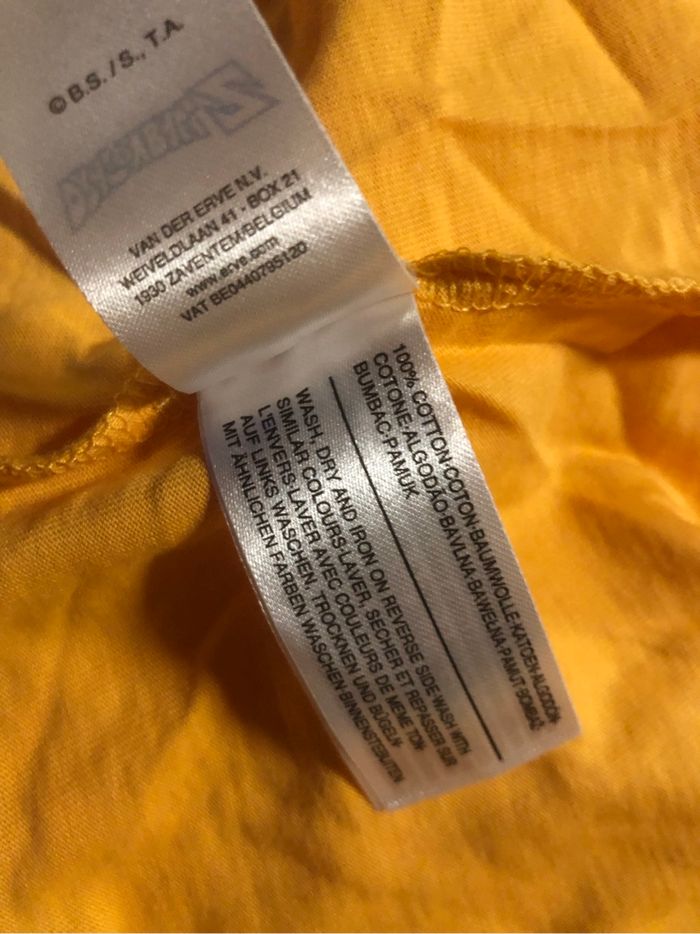 ©B.S./S., T.A.
VAN DER ERVE N.V.
WEIVELDLAAN 41 - BOX 21
1930 ZAVENTEM-BELGIUM
www.erve.com
VAT BE0440795120
100% COTTON·COTON·BAUMWOLLE·KATOEN·ALGODÓN·
COTONE·ALGODÃO·BAVLNA·BAWEŁNA·PAMUT·BOMBAŽ·
BUMBAC·PAMUK
WASH, DRY AND IRON ON REVERSE SIDE·WASH WITH
SIMILAR COLOURS·LAVER, SECHER ET REPASSER SUR
L'ENVERS·LAVER AVEC COULEURS DE MEME TON·
AUF LINKS WASCHEN, TROCKNEN UND BÜGELN·
MIT ÄHNLICHEN FARBEN WASCHEN·BINNENSTEBUITEN